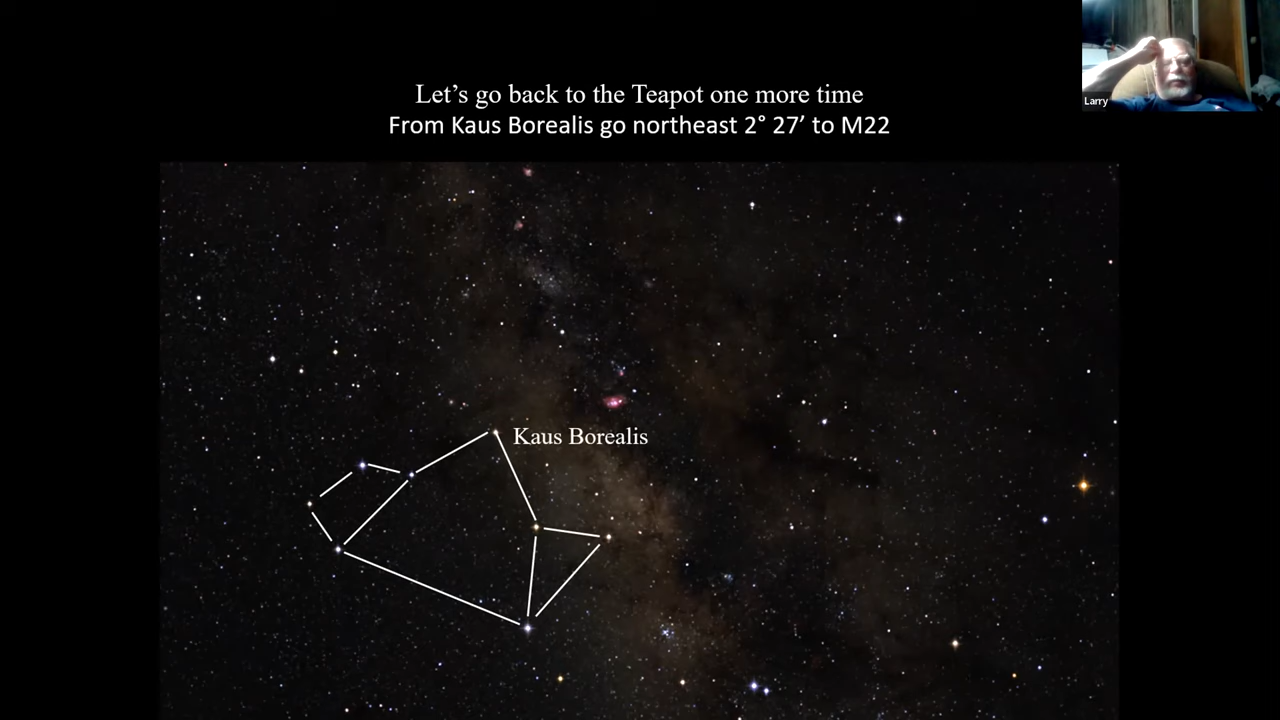 Let’s go back to the Teapot one more time
From Kaus Borealis go northeast 2° 27’ to M22
Larry
Kaus Borealis